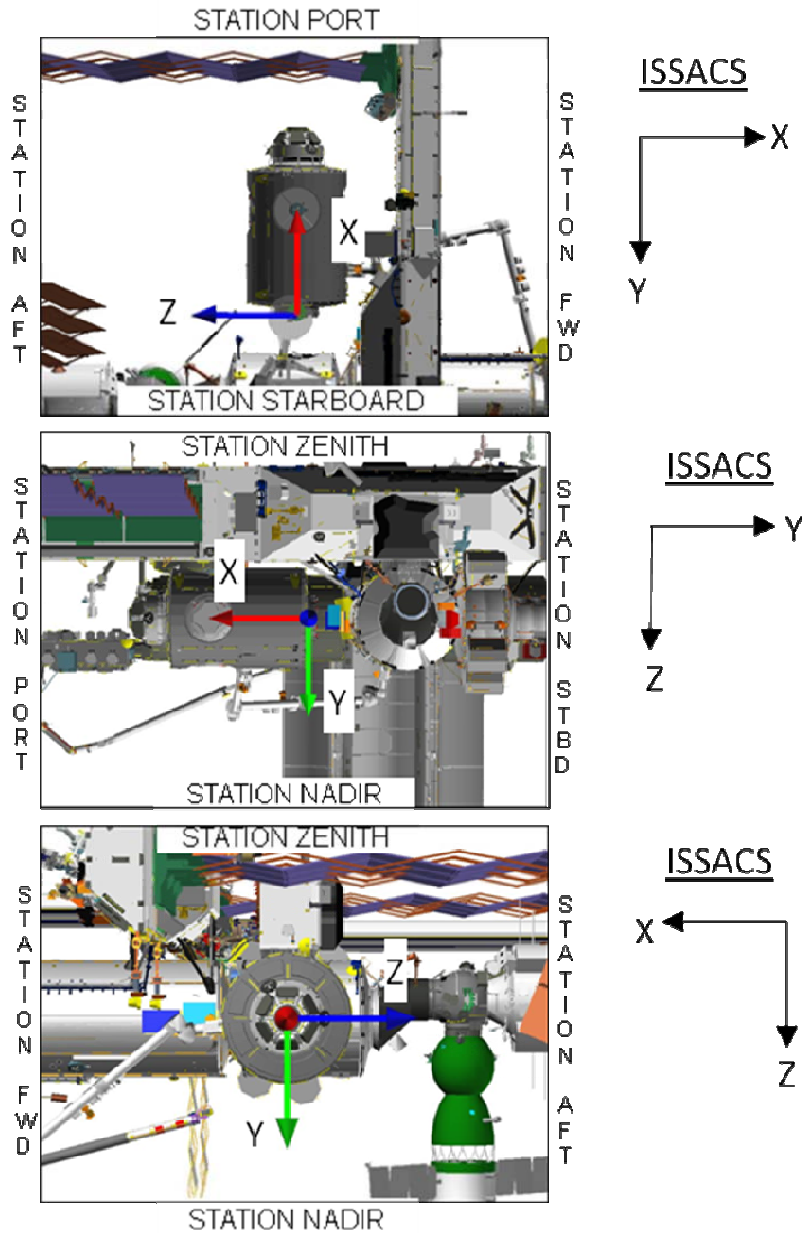 STATION PORT
STATION AFT
STATION FWD
X
Z
STATION STARBOARD
ISSACS
X
Y
STATION ZENITH
STATION PORT
STATION STBD
X
Y
STATION NADIR
ISSACS
Y
Z
STATION ZENITH
STATION FWD
STATION AFT
Z
Y
STATION NADIR
ISSACS
X
Z